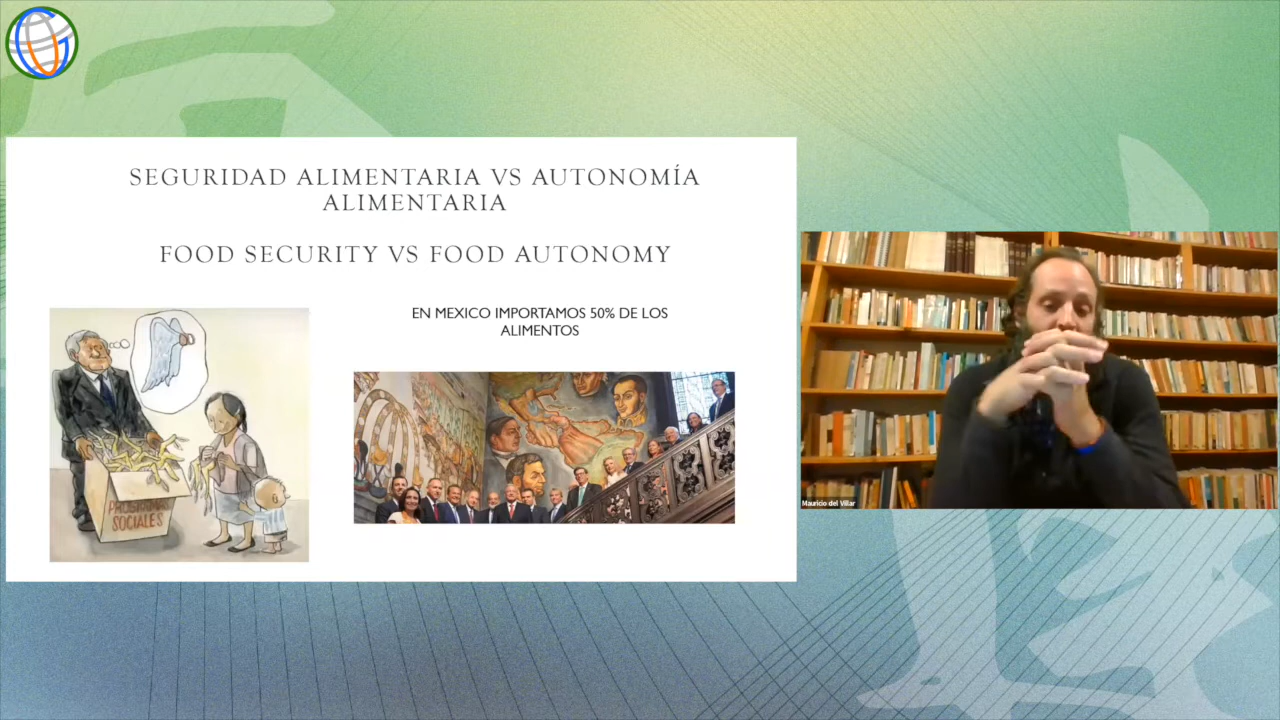 SEGURIDAD ALIMENTARIA VS AUTONOMÍA
ALIMENTARIA
FOOD SECURITY VS FOOD AUTONOMY
EN MEXICO IMPORTAMOS 50% DE LOS
ALIMENTOS
PROGRAMAS
SOCIALES
Mauricio del Villar